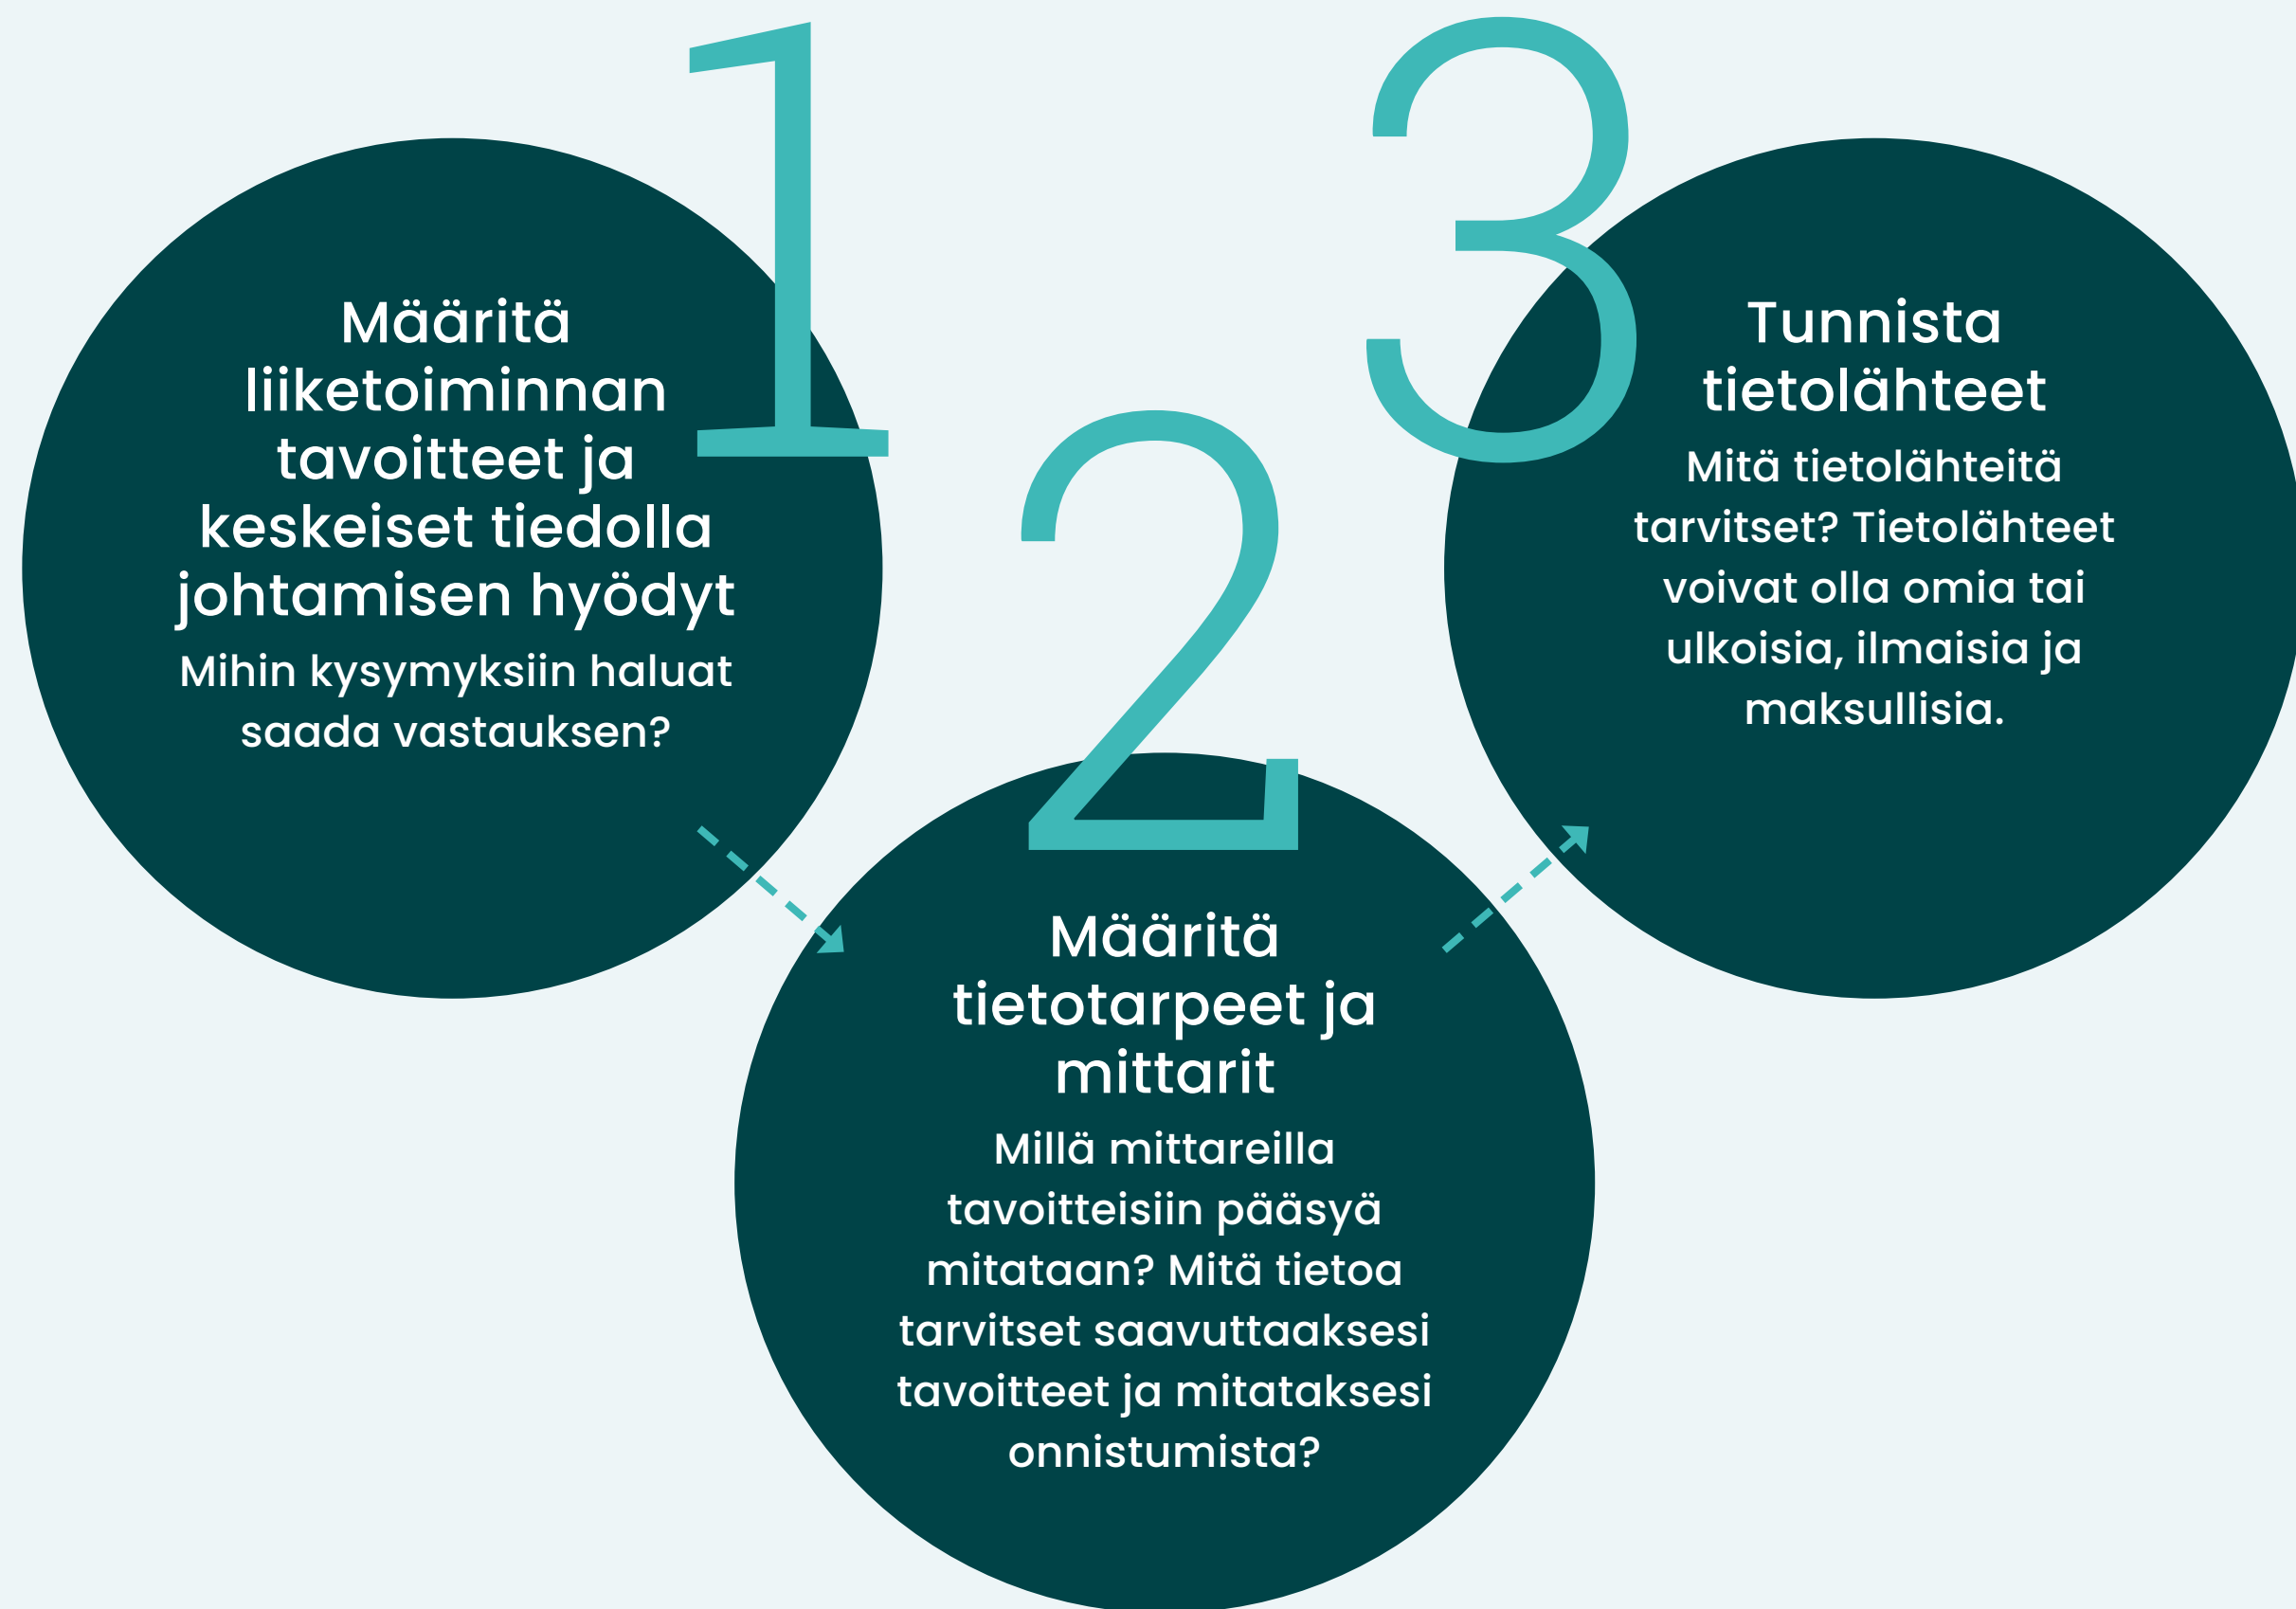 1
Määritä
liiketoiminnan
tavoitteet ja
keskeiset tiedolla
johtamisen hyödyt
Mihin kysymyksiin haluat
saada vastauksen?
2
Määritä
tietotarpeet ja
mittarit
Millä mittareilla
tavoitteisiin pääsyä
mitataan? Mitä tietoa
tarvitset saavuttaaksesi
tavoitteet ja mitataksesi
onnistumista?
3
Tunnista
tietolähteet
Mitä tietolähteitä
tarvitset? Tietolähteet
voivat olla omia tai
ulkoisia, ilmaisia ja
maksullisia.